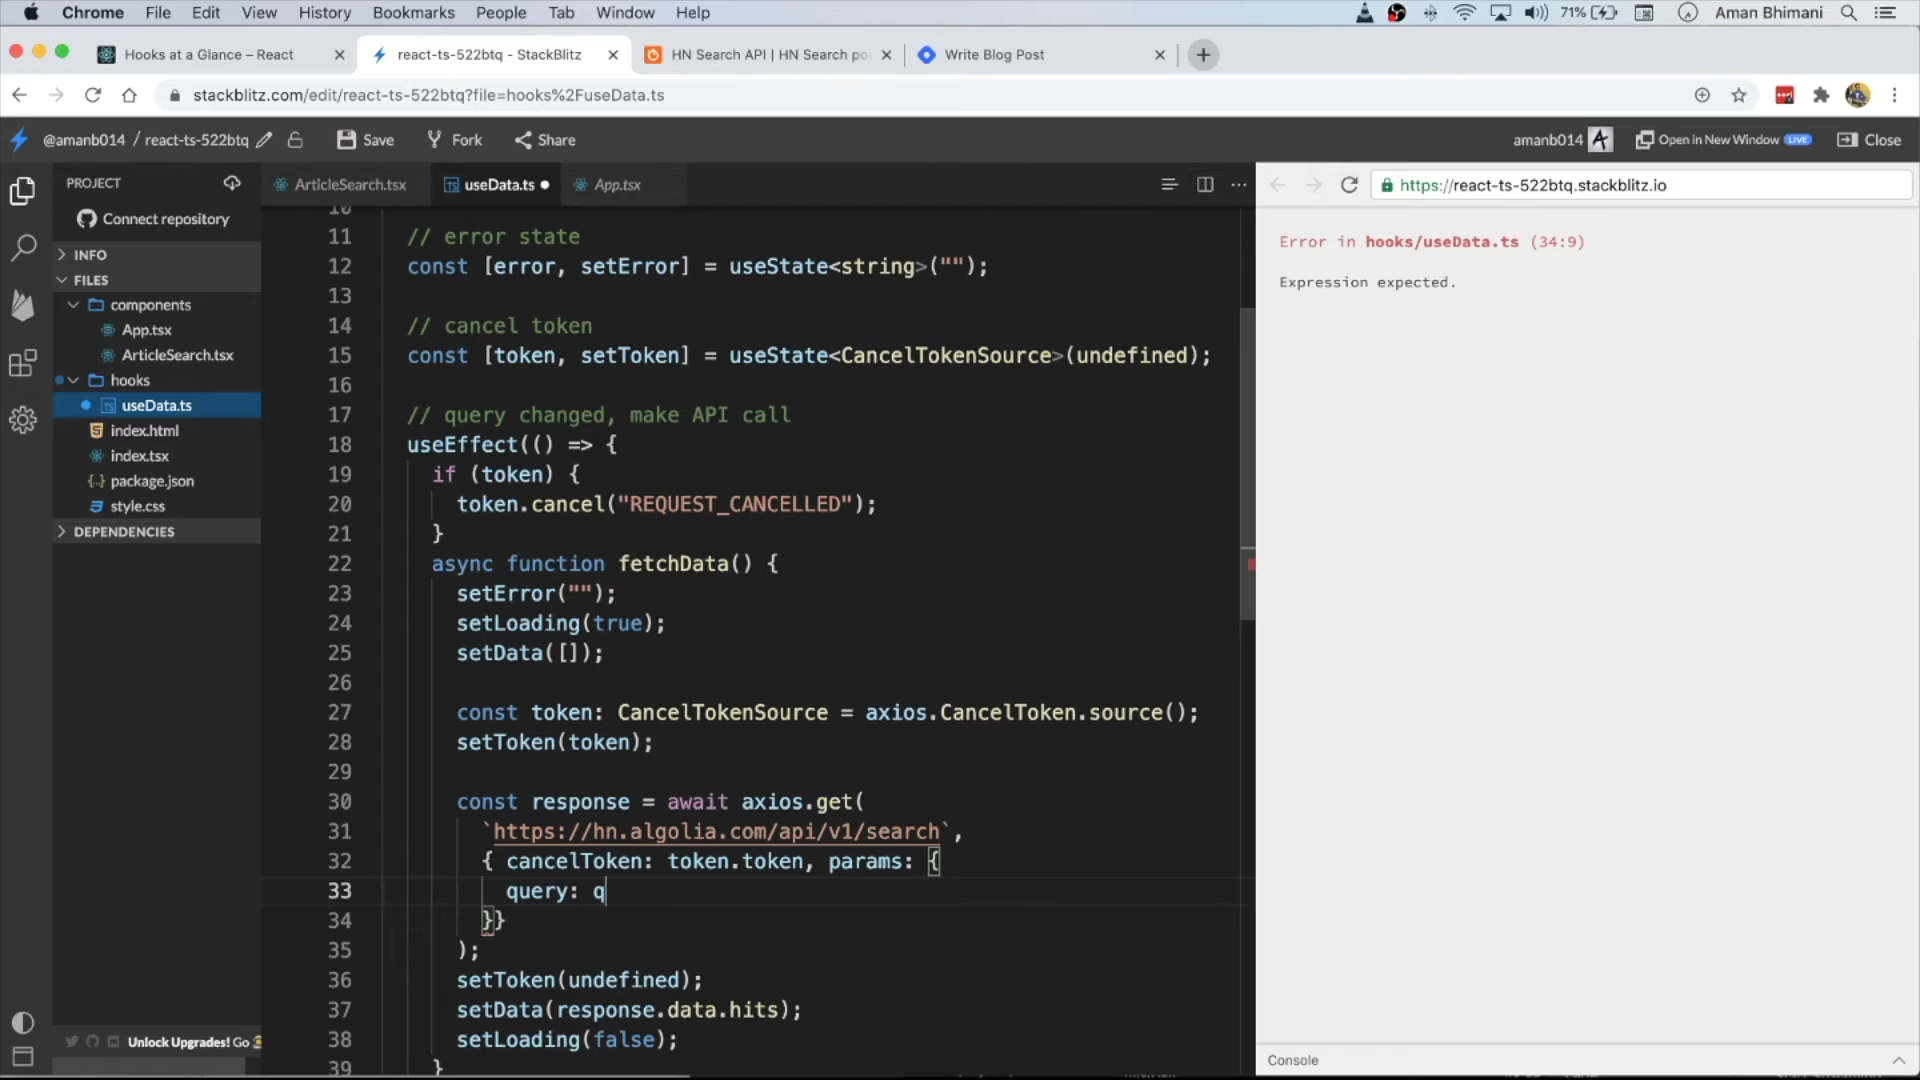 Chrome File Edit View History Bookmarks People Tab Window Help 71% Aman Bhimani
Hooks at a Glance – React
react-ts-522btq - StackBlitz
HN Search API | HN Search po
Write Blog Post
stackblitz.com/edit/react-ts-522btq?file=hooks%2FuseData.ts
@amanb014 / react-ts-522btq Save Fork Share amanb014 Open in New Window LIVE Close
PROJECT
Connect repository
INFO
FILES
components
App.tsx
ArticleSearch.tsx
hooks
useData.ts
index.html
index.tsx
package.json
style.css
DEPENDENCIES
Unlock Upgrades! Go
ArticleSearch.tsx useData.ts App.tsx
10
11 // error state
12 const [error, setError] = useState<string>("");
13
14 // cancel token
15 const [token, setToken] = useState<CancelTokenSource>(undefined);
16
17 // query changed, make API call
18 useEffect(() => {
19 if (token) {
20 token.cancel("REQUEST_CANCELLED");
21 }
22 async function fetchData() {
23 setError("");
24 setLoading(true);
25 setData([]);
26
27 const token: CancelTokenSource = axios.CancelToken.source();
28 setToken(token);
29
30 const response = await axios.get(
31 `https://hn.algolia.com/api/v1/search`,
32 { cancelToken: token.token, params: {
33 query: q
34 }}
35 );
36 setToken(undefined);
37 setData(response.data.hits);
38 setLoading(false);
39 }
https://react-ts-522btq.stackblitz.io
Error in hooks/useData.ts (34:9)
Expression expected.
Console